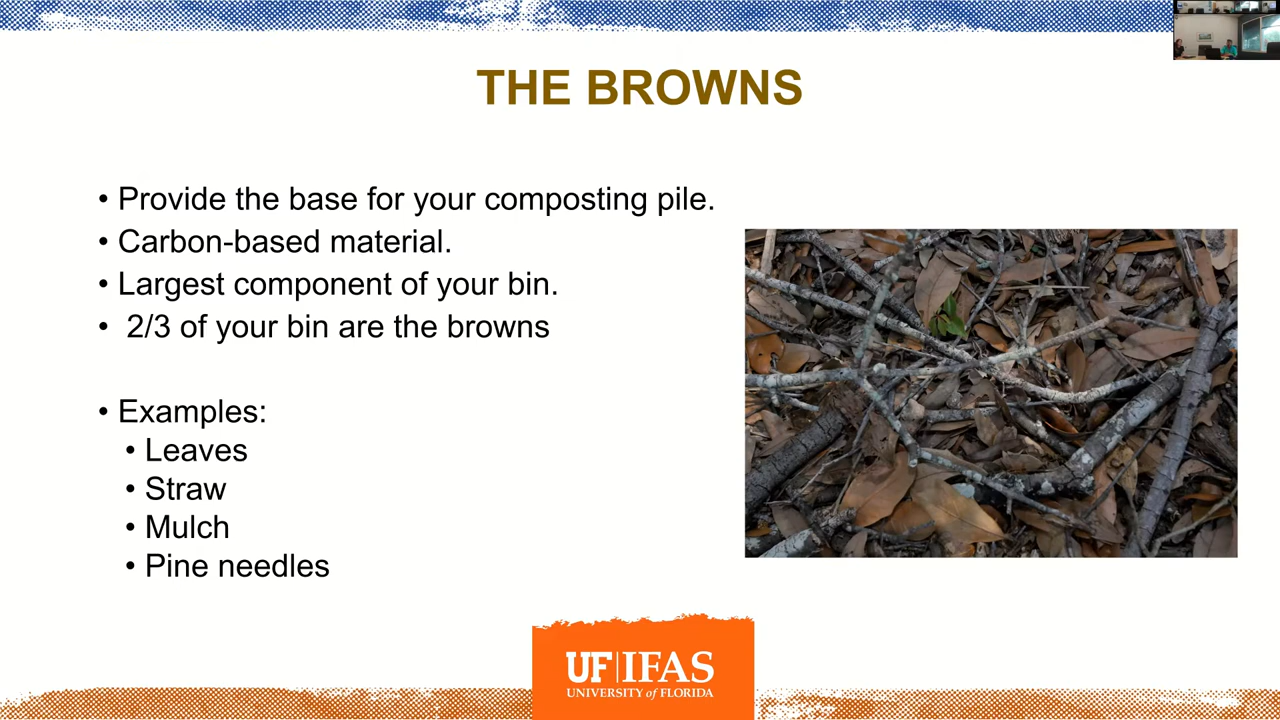 THE BROWNS
• Provide the base for your composting pile.
• Carbon-based material.
• Largest component of your bin.
• 2/3 of your bin are the browns
• Examples:
• Leaves
• Straw
• Mulch
• Pine needles
UF|IFAS
UNIVERSITY of FLORIDA